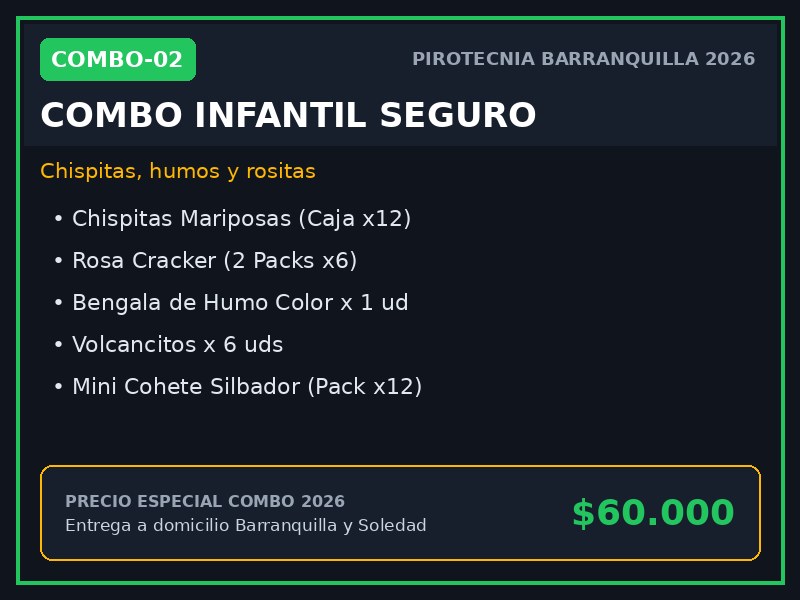 COMBO-02
PIROTECNIA BARRANQUILLA 2026
COMBO INFANTIL SEGURO
Chispitas, humos y rositas
• Chispitas Mariposas (Caja x12)
• Rosa Cracker (2 Packs x6)
• Bengala de Humo Color x 1 ud
• Volcancitos x 6 uds
• Mini Cohete Silbador (Pack x12)
PRECIO ESPECIAL COMBO 2026
Entrega a domicilio Barranquilla y Soledad
$60.000